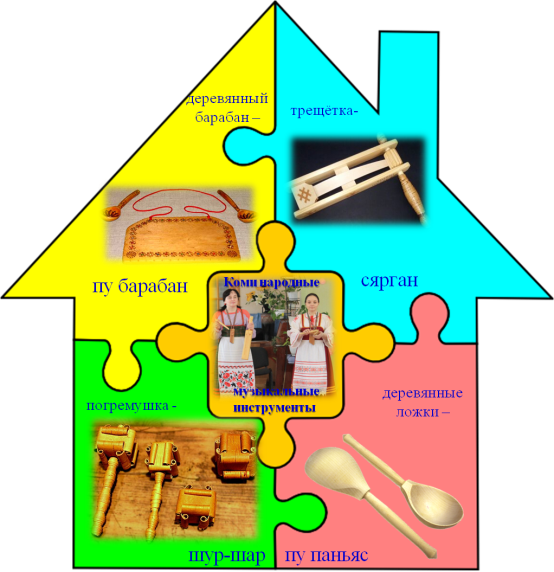 деревянный
барабан –
пу барабан
трещётка-
сярган
Коми народные
музыкальные
инструменты
погремушка -
шур-шар
деревянные
ложки –
пу паньяс